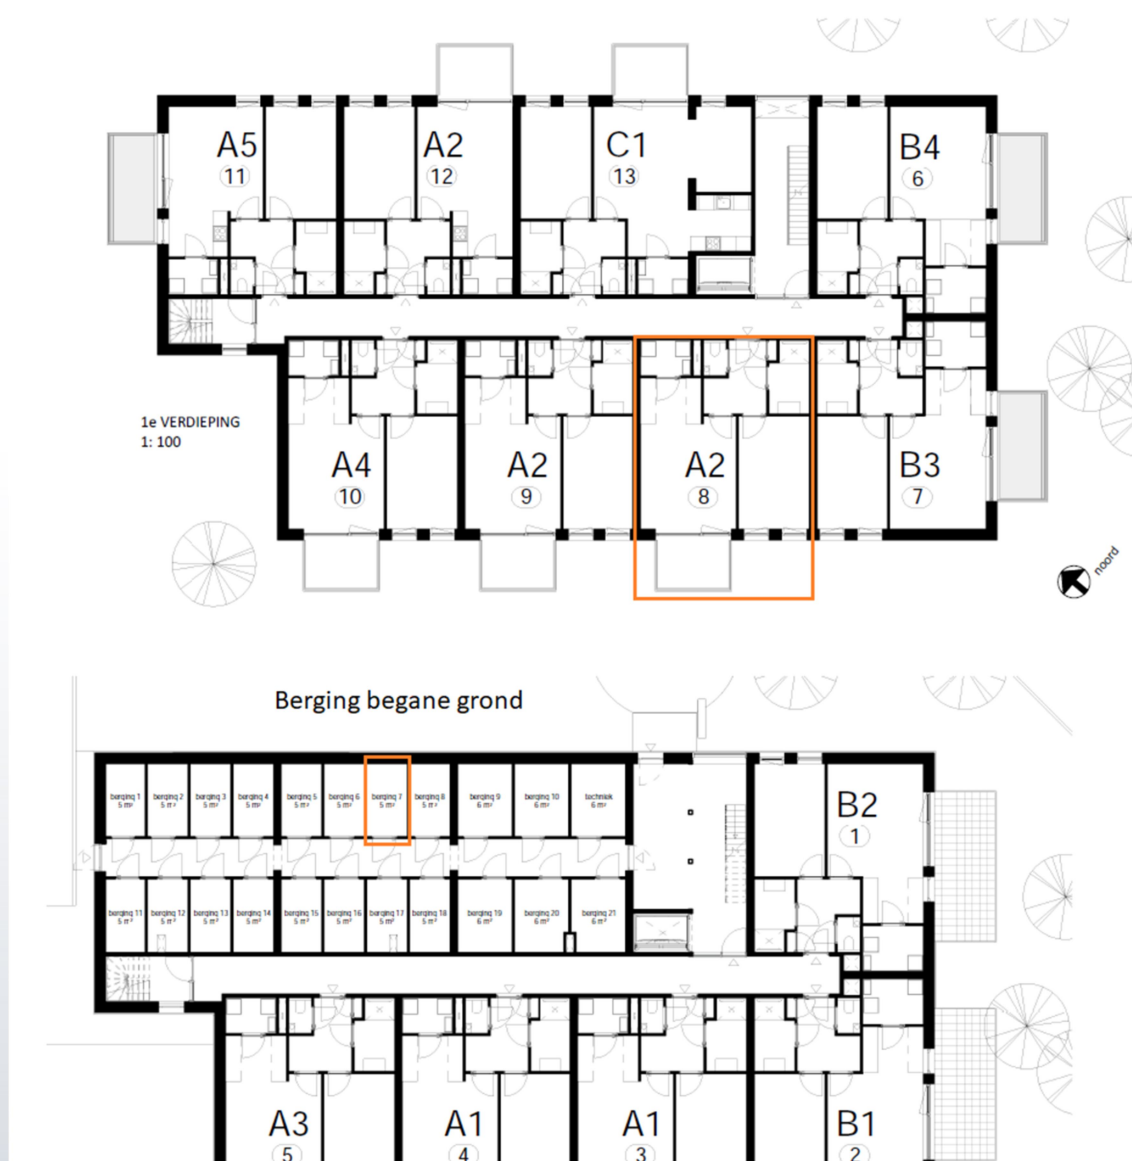 A5
11
A2
12
C1
13
B4
6
1e VERDIEPING
1: 100
A4
10
A2
9
A2
8
B3
7
noord
Berging begane grond
berging 1
5 m²
berging 2
5 m²
berging 3
5 m²
berging 4
5 m²
berging 5
5 m²
berging 6
5 m²
berging 7
5 m²
berging 8
5 m²
berging 9
6 m²
berging 10
6 m²
techniek
6 m²
B2
1
berging 11
5 m²
berging 12
5 m²
berging 13
5 m²
berging 14
5 m²
berging 15
5 m²
berging 16
5 m²
berging 17
5 m²
berging 18
5 m²
berging 19
6 m²
berging 20
6 m²
berging 21
6 m²
A3
5
A1
4
A1
3
B1
2